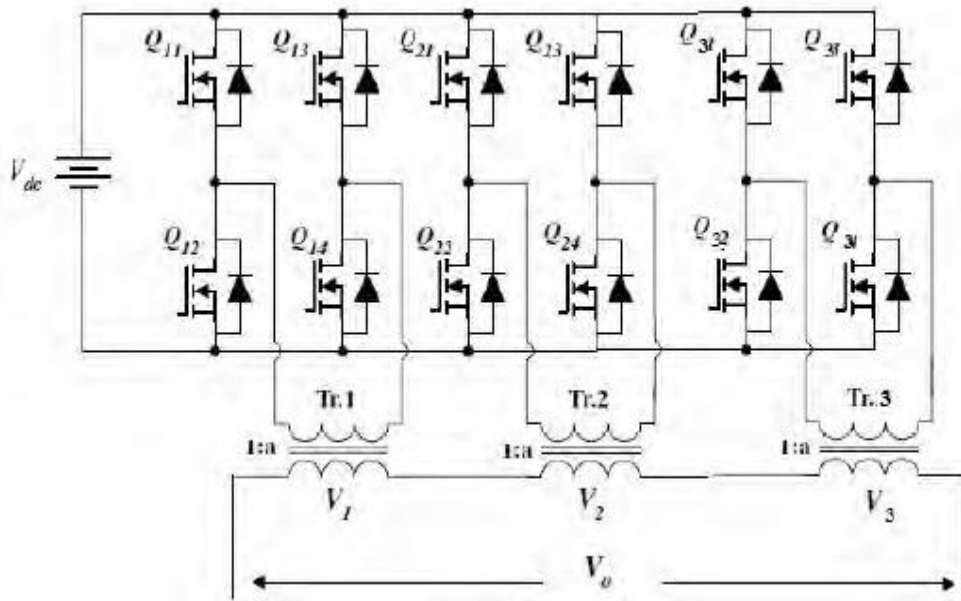 Q11 Q13 Q21 Q23 Q31 Q31
Vdc
Q12 Q14 Q22 Q24 Q32 Q31
Tr.1 Tr.2 Tr.3
1:a 1:a 1:a
V1 V2 V3
Vo